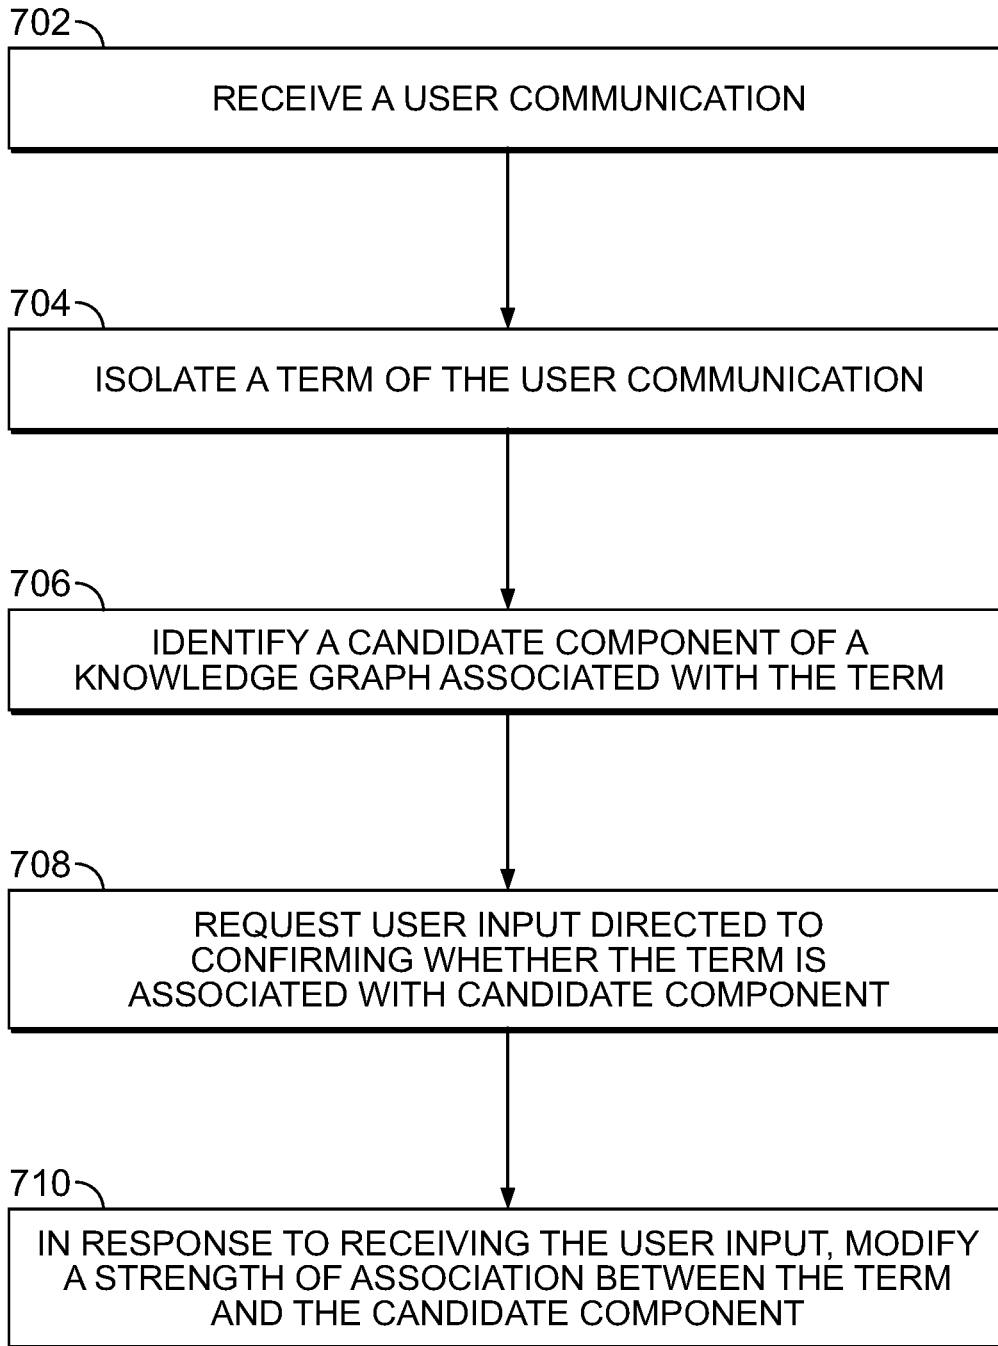 702
RECEIVE A USER COMMUNICATION
704
ISOLATE A TERM OF THE USER COMMUNICATION
706
IDENTIFY A CANDIDATE COMPONENT OF A
KNOWLEDGE GRAPH ASSOCIATED WITH THE TERM
708
REQUEST USER INPUT DIRECTED TO
CONFIRMING WHETHER THE TERM IS
ASSOCIATED WITH CANDIDATE COMPONENT
710
IN RESPONSE TO RECEIVING THE USER INPUT, MODIFY
A STRENGTH OF ASSOCIATION BETWEEN THE TERM
AND THE CANDIDATE COMPONENT